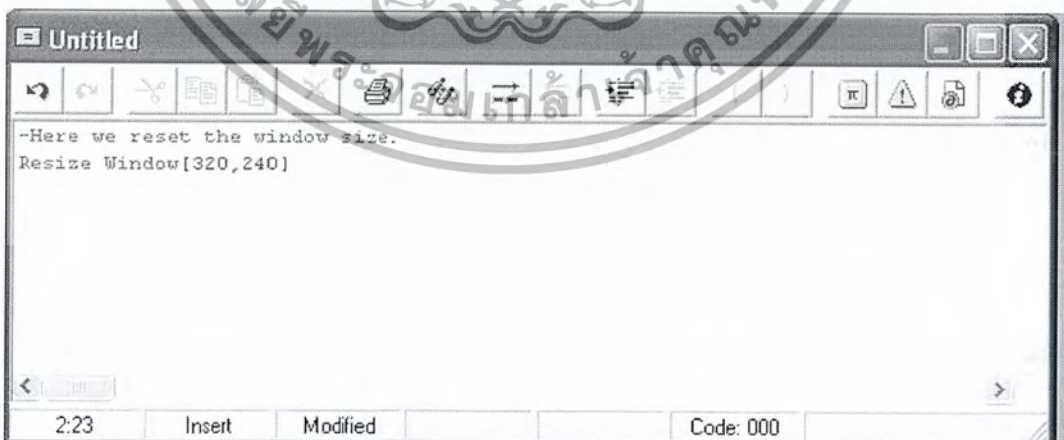 Untitled
π
-Here we reset the window size.
Resize Window[320,240]
2:23 Insert Modified Code: 000